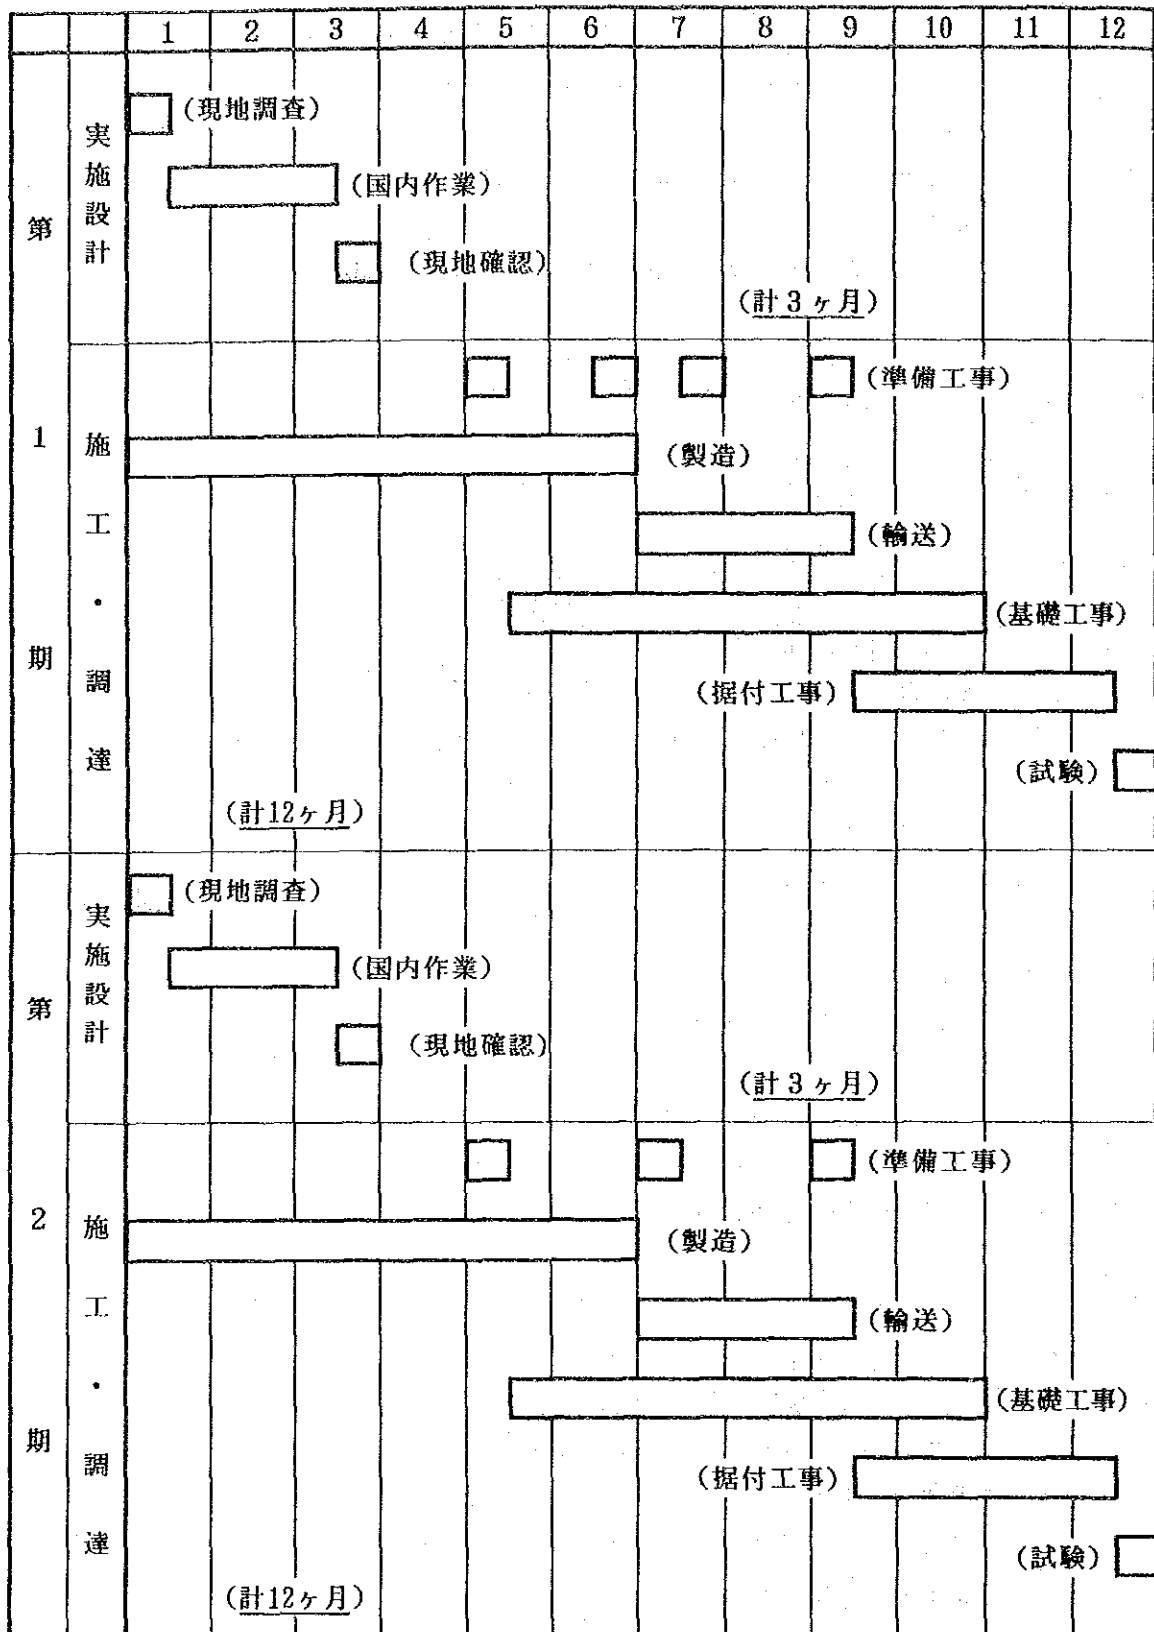 1 2 3 4 5 6 7 8 9 10 11 12
第1期
実施設計
(現地調査)
(国内作業)
(現地確認)
(計3ヶ月)
施工・調達
(準備工事)
(製造)
(輸送)
(基礎工事)
(据付工事)
(試験)
(計12ヶ月)
第2期
実施設計
(現地調査)
(国内作業)
(現地確認)
(計3ヶ月)
施工・調達
(準備工事)
(製造)
(輸送)
(基礎工事)
(据付工事)
(試験)
(計12ヶ月)